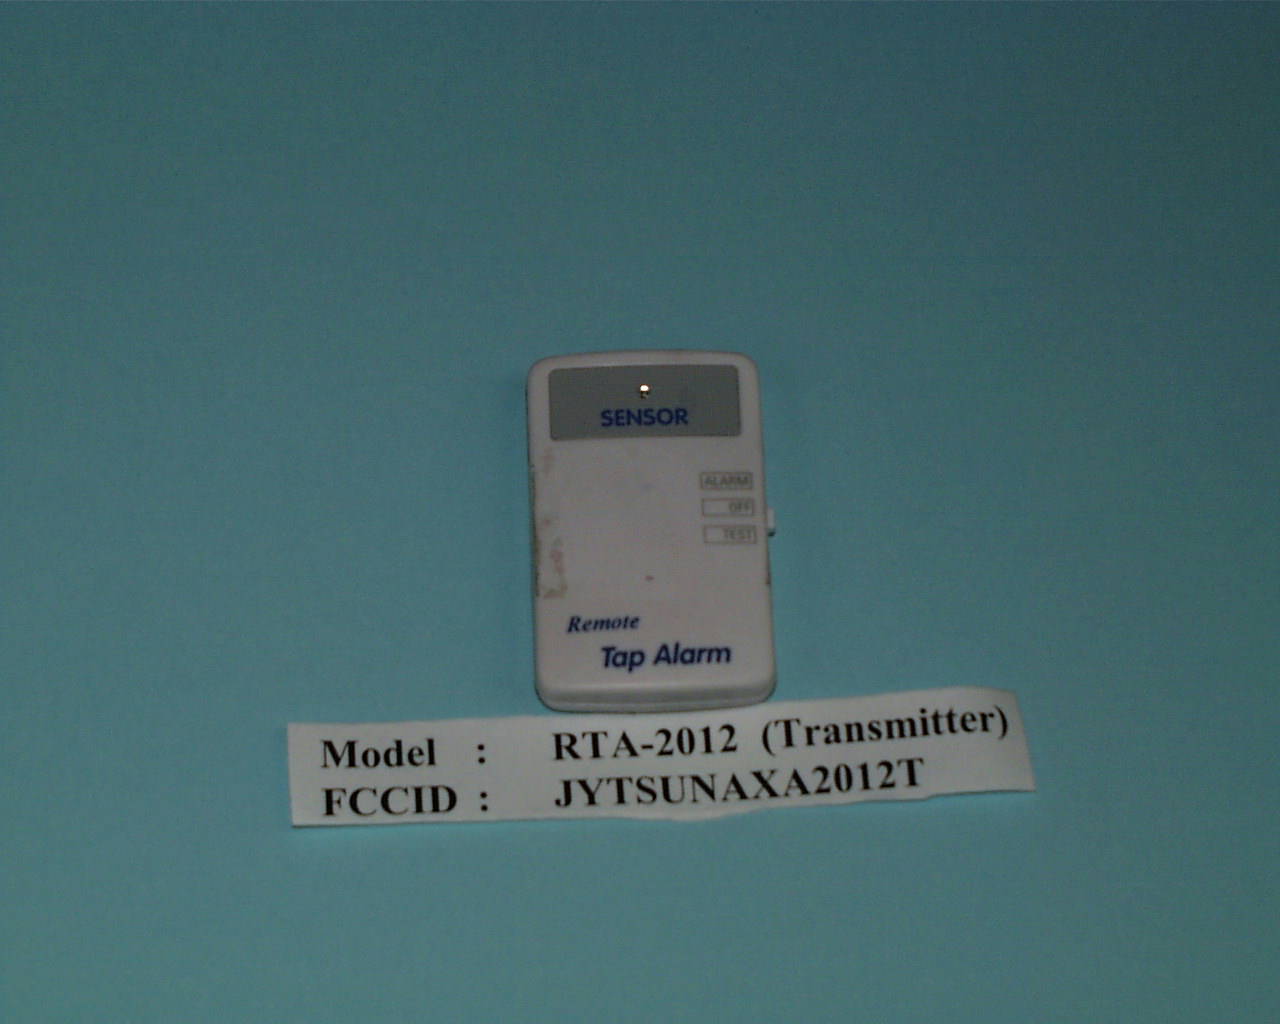 SENSOR
ALARM
OFF
TEST
Remote
Tap Alarm
Model : RTA-2012 (Transmitter)
FCCID : JYTSUNAXA2012T